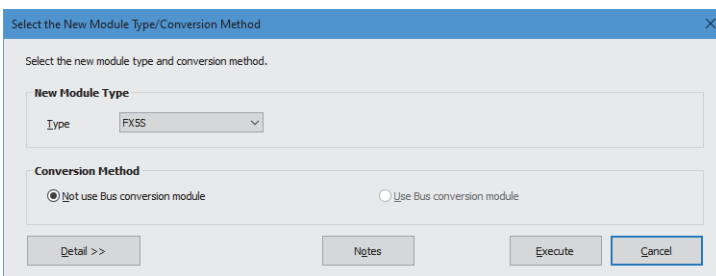 Select the New Module Type/Conversion Method
Select the new module type and conversion method.
New Module Type
Type FX5S
Conversion Method
Not use Bus conversion module Use Bus conversion module
Detail >> Notes Execute Cancel